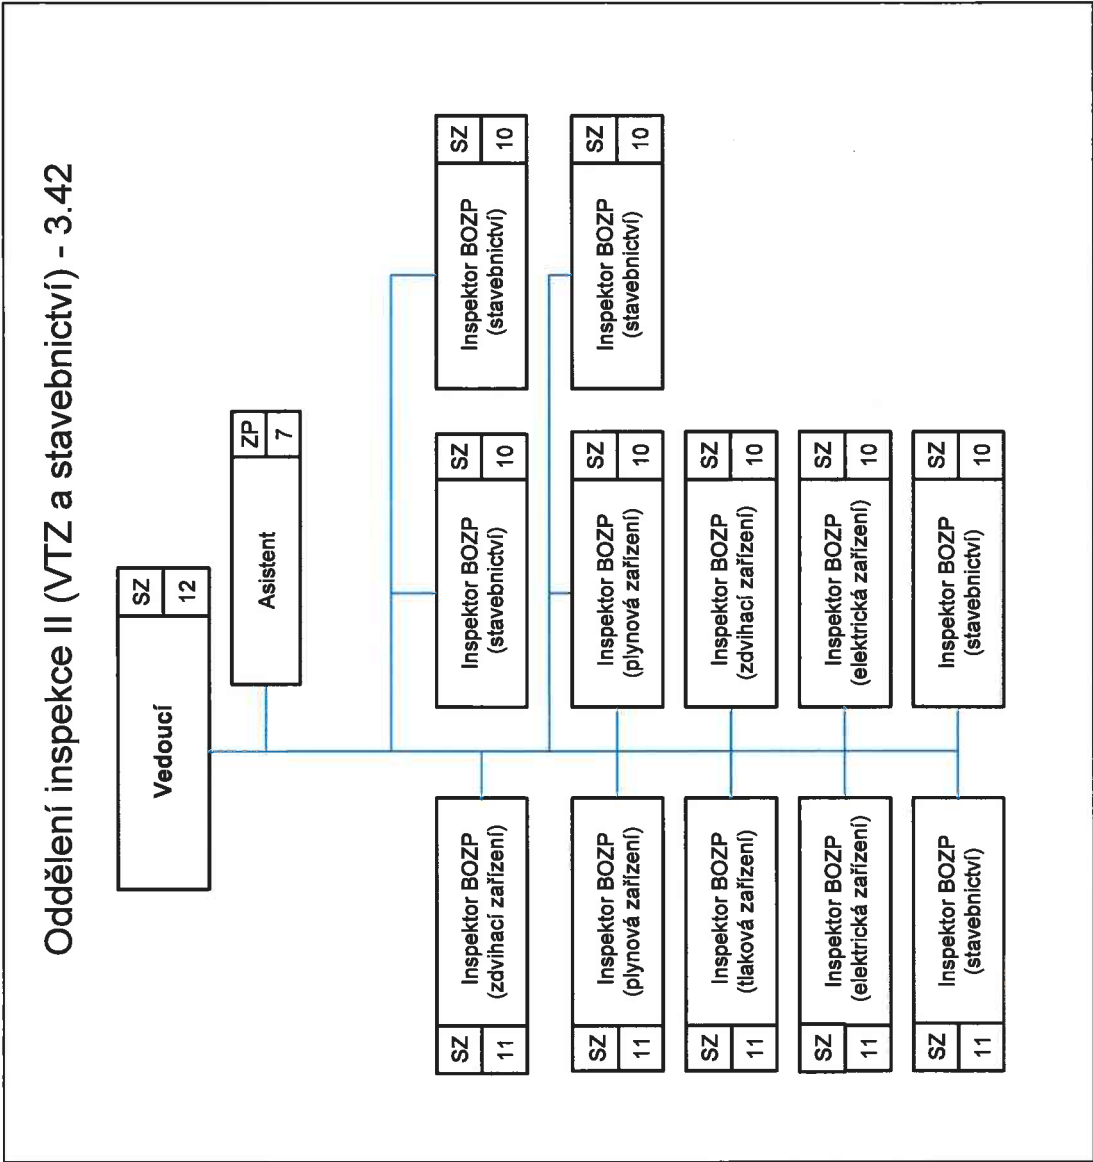 Oddělení inspekce II (VTZ a stavebnictví) - 3.42
Vedoucí
SZ
12
Asistent
ZP
7
SZ
11
Inspektor BOZP
(zdvihací zařízení)
Inspektor BOZP
(stavebnictví)
SZ
10
Inspektor BOZP
(stavebnictví)
SZ
10
SZ
11
Inspektor BOZP
(plynová zařízení)
Inspektor BOZP
(plynová zařízení)
SZ
10
Inspektor BOZP
(stavebnictví)
SZ
10
SZ
11
Inspektor BOZP
(tlaková zařízení)
Inspektor BOZP
(zdvihací zařízení)
SZ
10
SZ
11
Inspektor BOZP
(elektrická zařízení)
Inspektor BOZP
(elektrická zařízení)
SZ
10
SZ
11
Inspektor BOZP
(stavebnictví)
Inspektor BOZP
(stavebnictví)
SZ
10